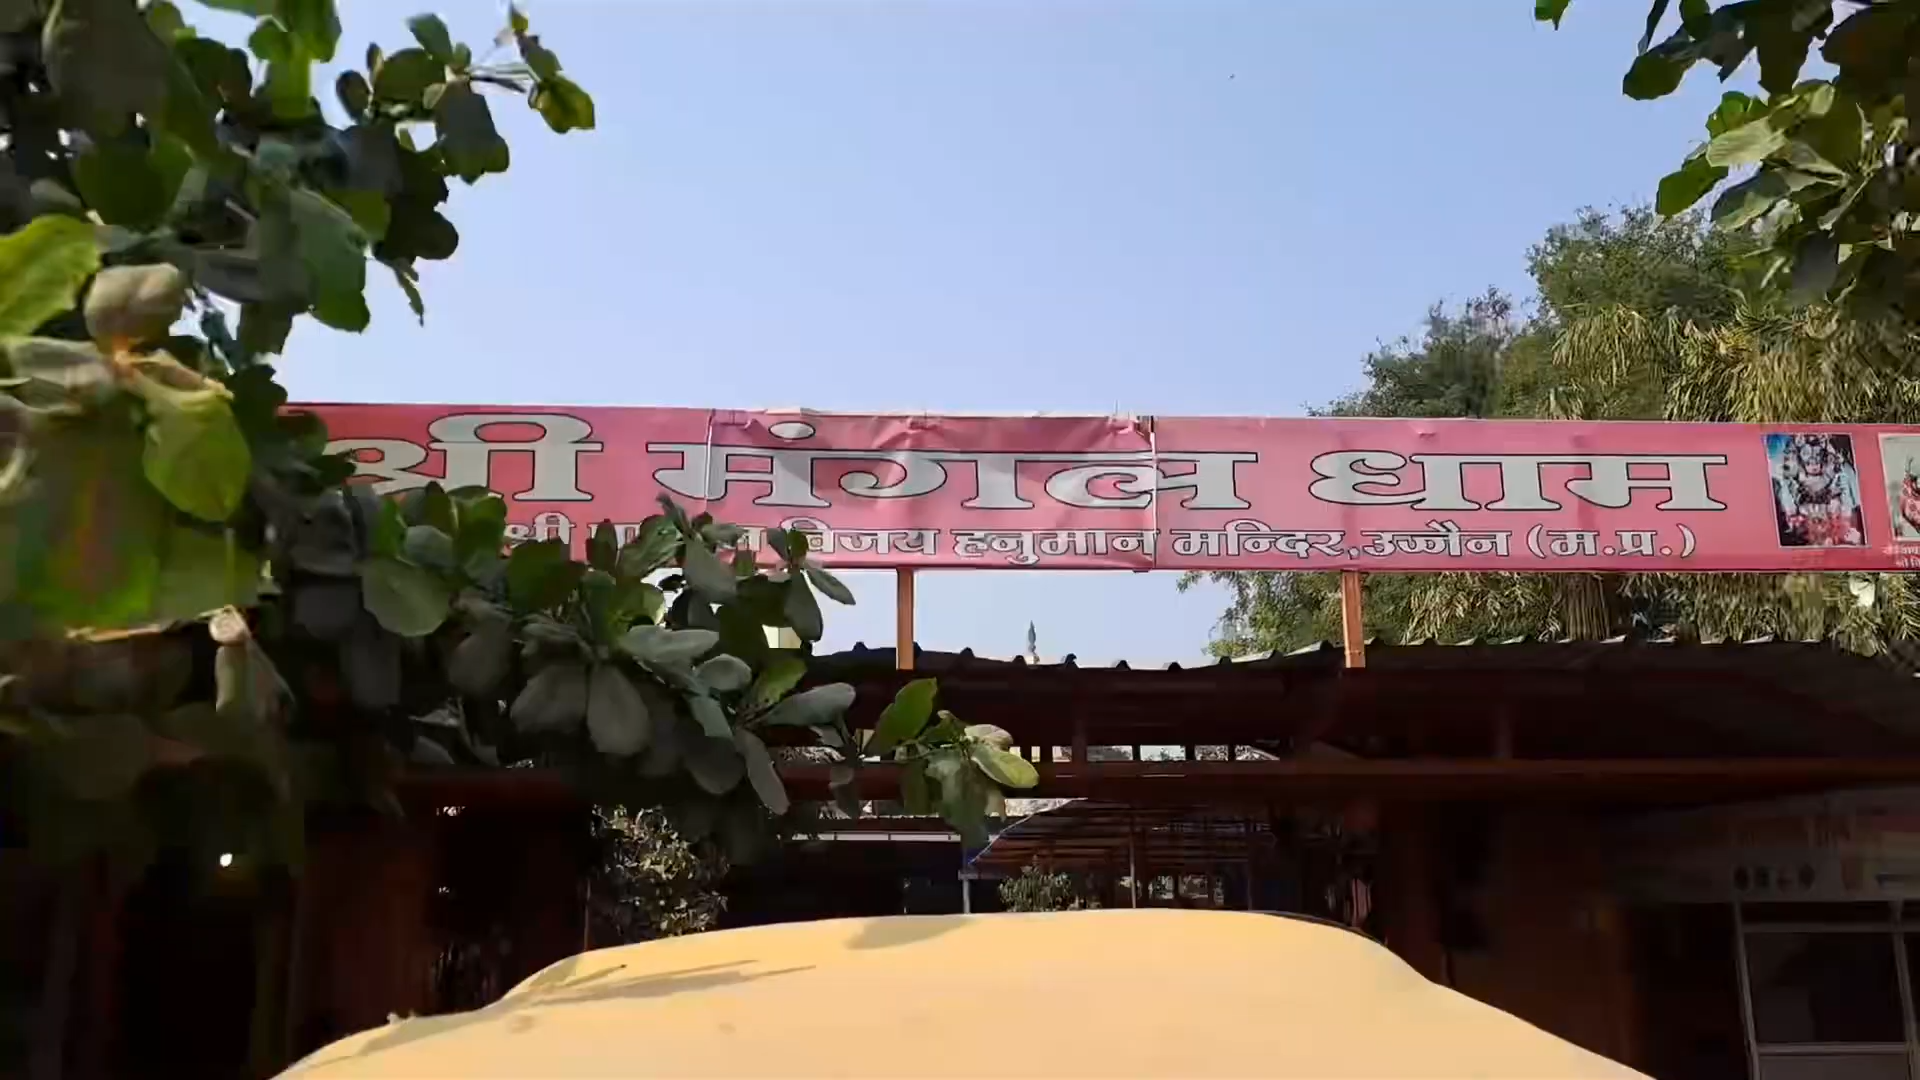 श्री मंगल धाम
श्री विजय हनुमान मन्दिर,उज्जैन (म.प्र.)